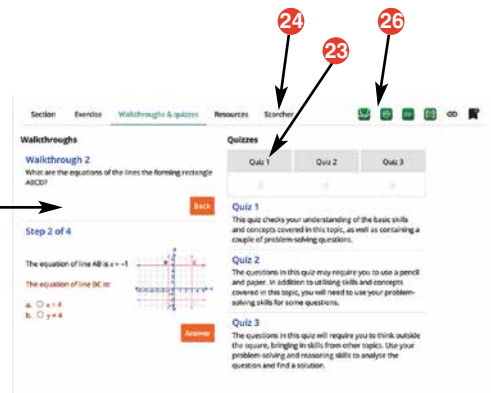 24
26
23
Section Exercise Walkthroughs & quizzes Resources Scorcher
Walkthroughs
Walkthrough 2
What are the equations of the lines the forming rectangle
ABCD?
Back
Step 2 of 4
The equation of line AB is x = -1
The equation of line BC is:
a. x = 4
b. y = 4
Answer
Quizzes
Quiz 1 Quiz 2 Quiz 3
Quiz 1
This quiz checks your understanding of the basic skills
and concepts covered in this topic, as well as containing a
couple of problem-solving questions.
Quiz 2
The questions in this quiz may require you to use a pencil
and paper. In addition to utilising skills and concepts
covered in this topic, you will need to use your problem-
solving skills for some questions.
Quiz 3
The questions in this quiz will require you to think outside
the square, bringing in skills from other topics. Use your
problem-solving and reasoning skills to analyse the
question and find a solution.